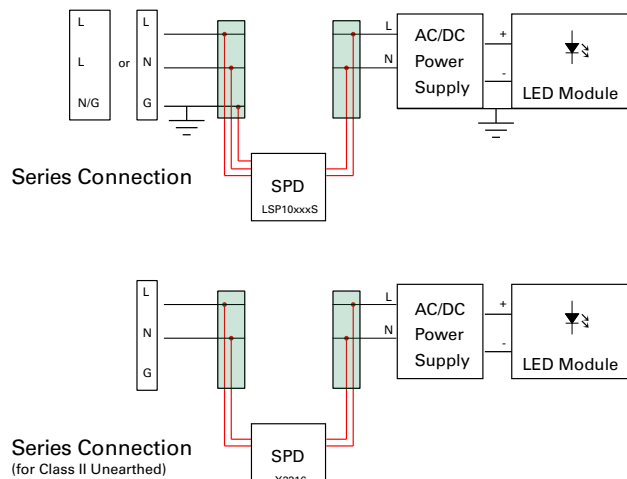 L
L
N/G
or
L
N
G
L
N
AC/DC
Power
Supply
+
-
LED Module
Series Connection
SPD
LSP10xxxS
L
N
G
L
N
AC/DC
Power
Supply
+
-
LED Module
Series Connection
(for Class II Unearthed)
SPD